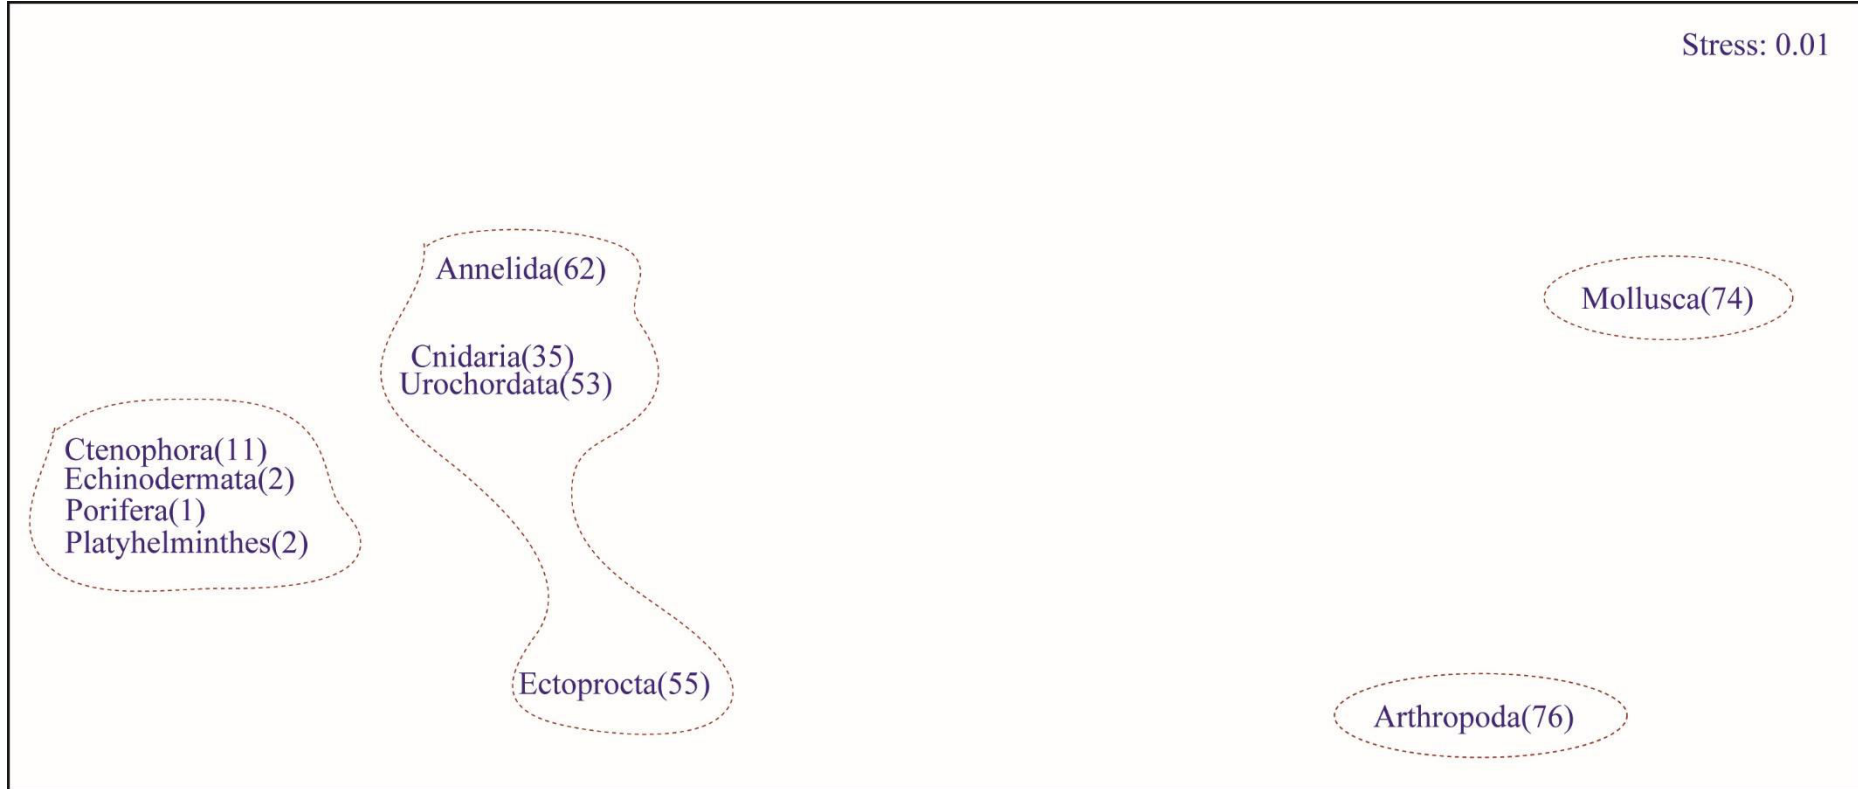 Stress: 0.01
Annelida(62)
Cnidaria(35)
Urochordata(53)
Mollusca(74)
Ctenophora(11)
Echinodermata(2)
Porifera(1)
Platyhelminthes(2)
Ectoprocta(55)
Arthropoda(76)